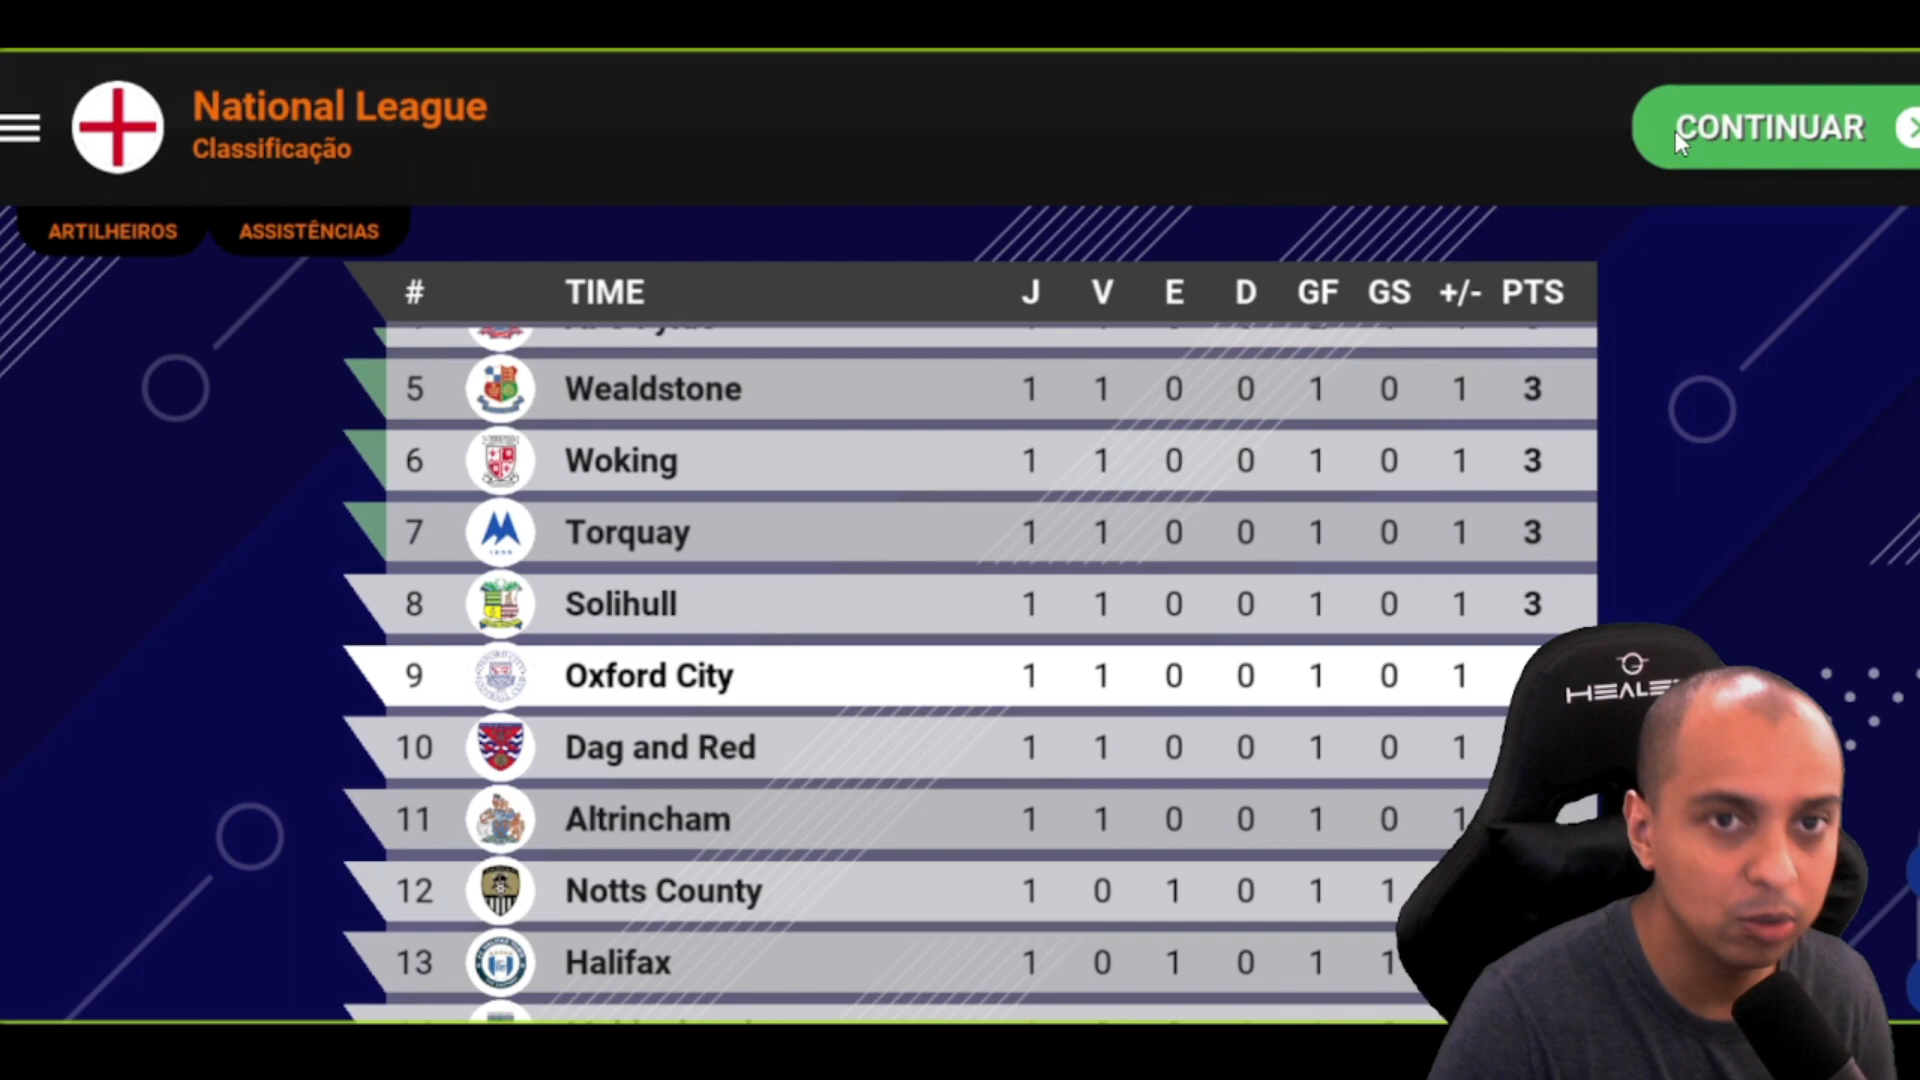 National League
Classificação
CONTINUAR
ARTILHEIROS ASSISTÊNCIAS
# TIME J V E D GF GS +/- PTS
5 Wealdstone 1 1 0 0 1 0 1 3
6 Woking 1 1 0 0 1 0 1 3
7 Torquay 1 1 0 0 1 0 1 3
8 Solihull 1 1 0 0 1 0 1 3
9 Oxford City 1 1 0 0 1 0 1
10 Dag and Red 1 1 0 0 1 0 1
11 Altrincham 1 1 0 0 1 0 1
12 Notts County 1 0 1 0 1 1
13 Halifax 1 0 1 0 1 1